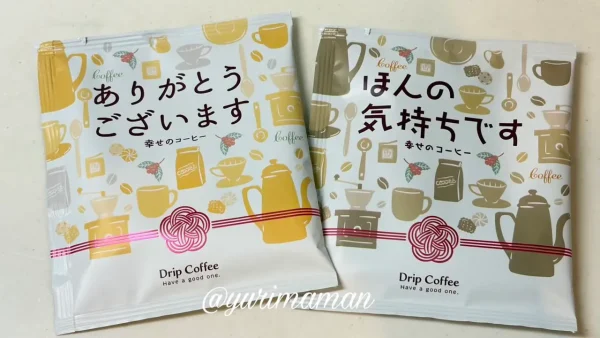 Coffee
ありがとう
ございます
幸せのコーヒー
Coffee
Drip Coffee
Have a good one.
Coffee
ほんの
気持ちです
幸せのコーヒー
Coffee
Drip Coffee
Have a good one.
@yurimaman